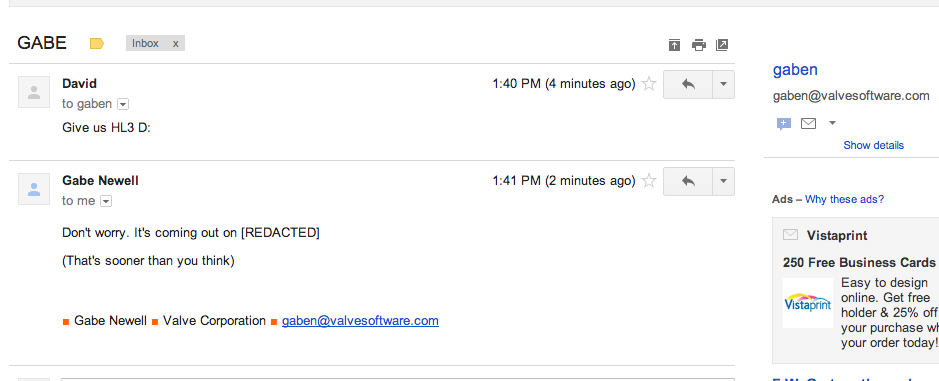 GABE
Inbox x
David
1:40 PM (4 minutes ago)
to gaben
Give us HL3 D:
Gabe Newell
1:41 PM (2 minutes ago)
to me
Don't worry. It's coming out on [REDACTED]
(That's sooner than you think)
Gabe Newell Valve Corporation gaben@valvesoftware.com
gaben
gaben@valvesoftware.com
Show details
Ads – Why these ads?
Vistaprint
250 Free Business Cards
Vistaprint
Easy to design
online. Get free
holder & 25% off
your purchase wh
your order today!